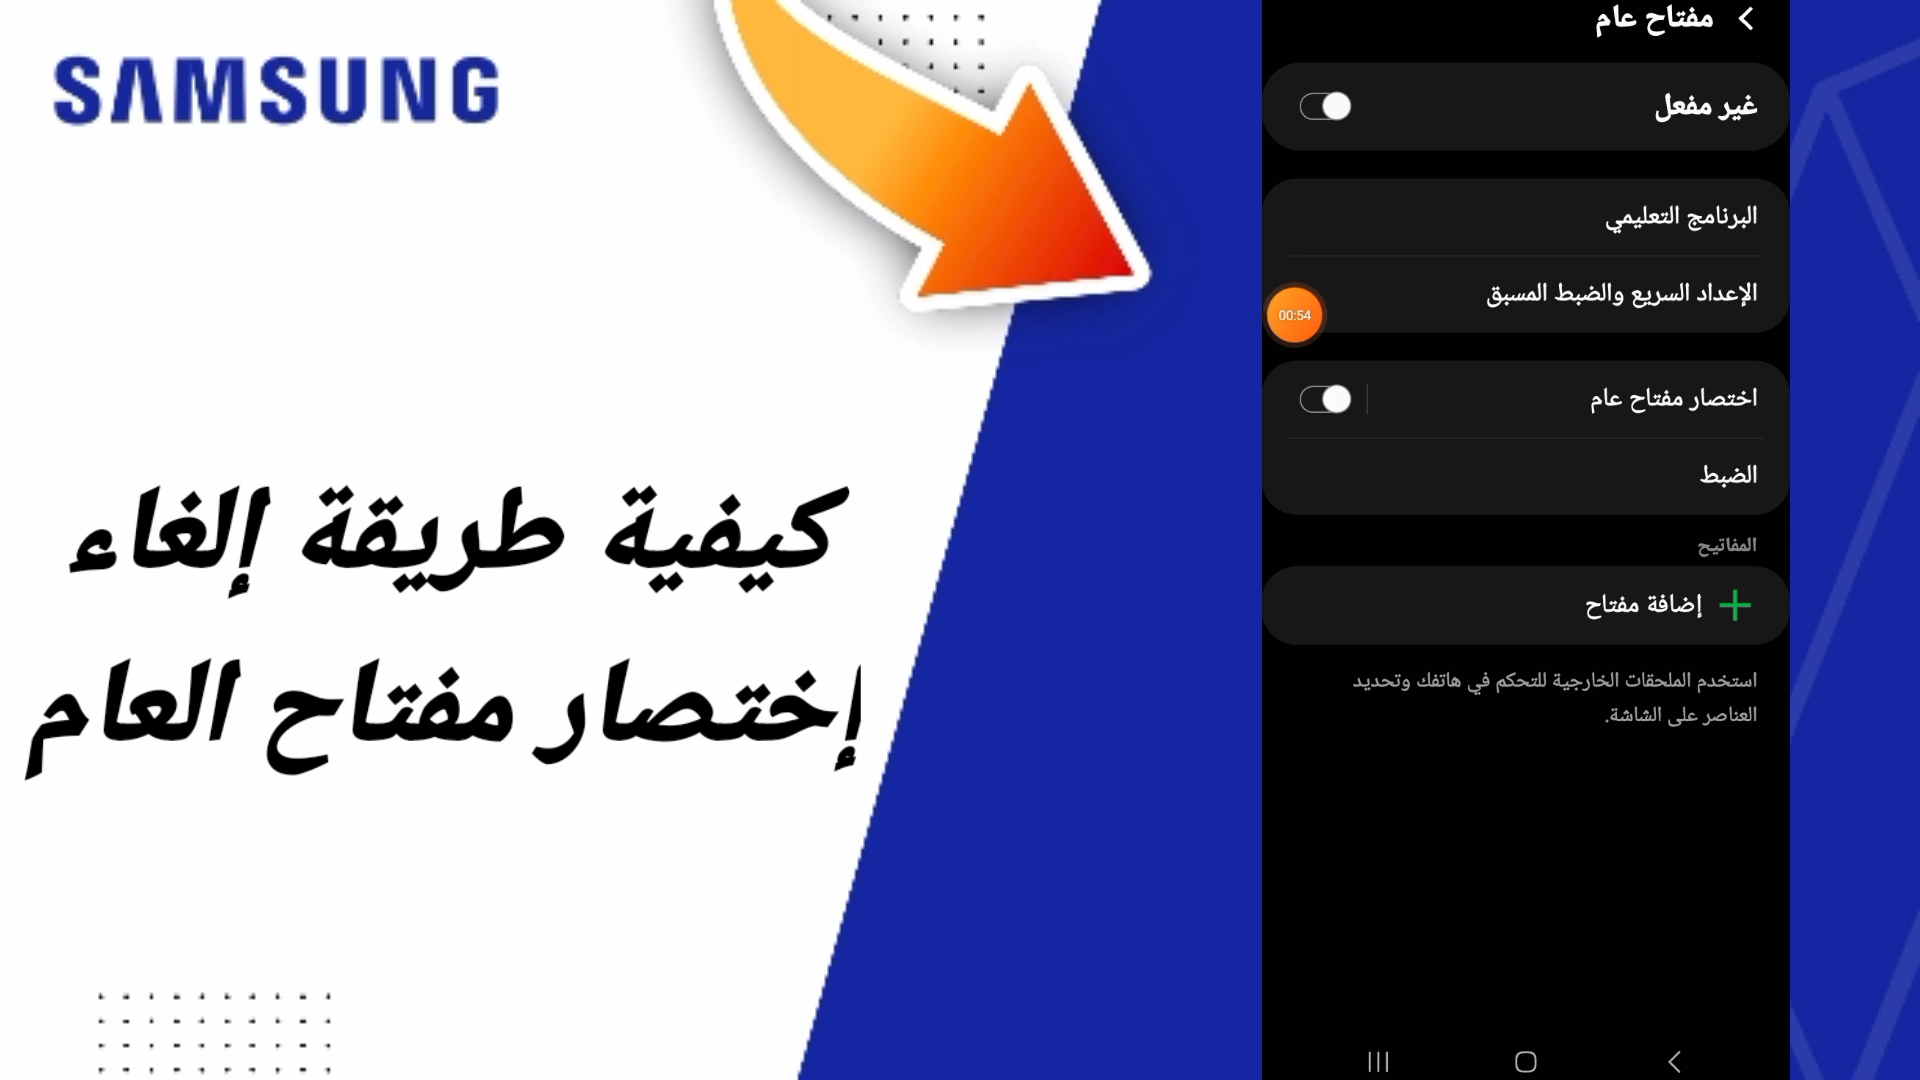 SAMSUNG
كيفية طريقة إلغاء
إختصار مفتاح العام
مفتاح عام
غير مفعل
البرنامج التعليمي
الإعداد السريع والضبط المسبق
00:54
اختصار مفتاح عام
الضبط
المفاتيح
إضافة مفتاح
استخدم الملحقات الخارجية للتحكم في هاتفك وتحديد
العناصر على الشاشة.